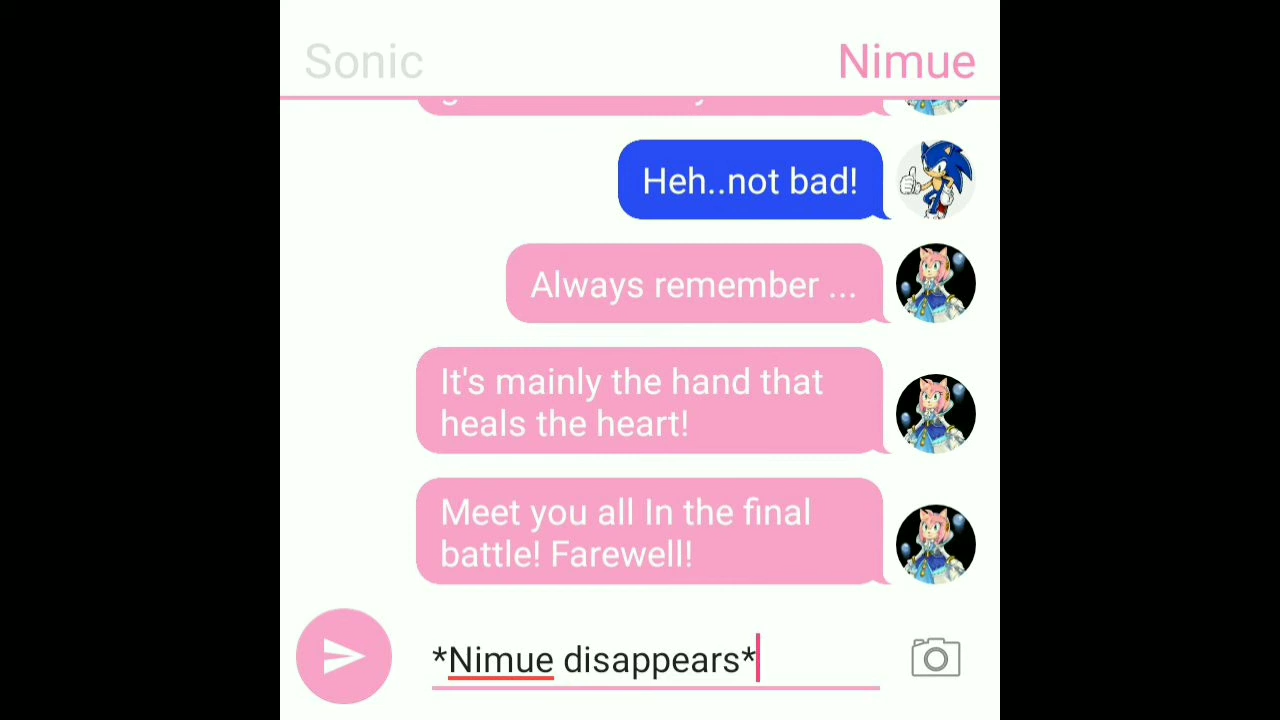 Sonic
Nimue
Heh..not bad!
Always remember ...
It's mainly the hand that
heals the heart!
Meet you all In the final
battle! Farewell!
*Nimue disappears*